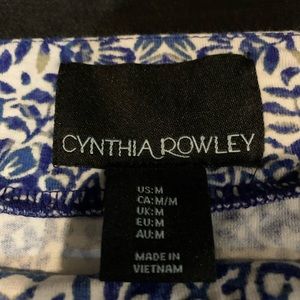 CYNTHIA ROWLEY
US:M
CA:M/M
UK:M
EU:M
AU:M
MADE IN
VIETNAM